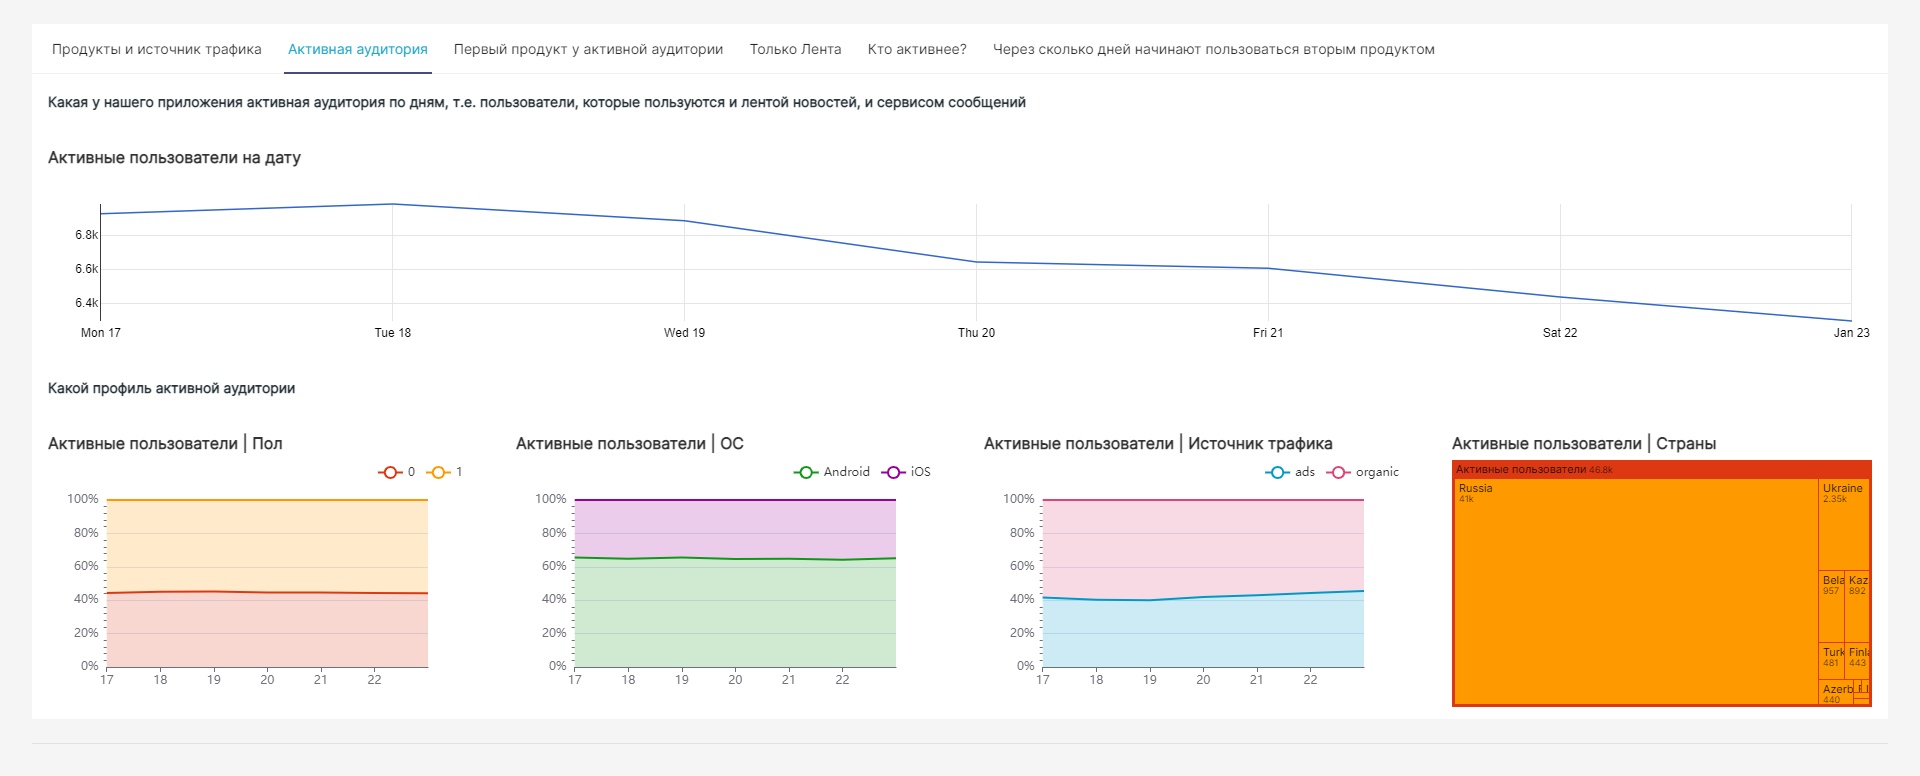 Продукты и источник трафика Активная аудитория Первый продукт у активной аудитории Только Лента Кто активнее? Через сколько дней начинают пользоваться вторым продуктом
Какая у нашего приложения активная аудитория по дням, т.е. пользователи, которые пользуются и лентой новостей, и сервисом сообщений
Активные пользователи на дату
6.8k
6.6k
6.4k
Mon 17 Tue 18 Wed 19 Thu 20 Fri 21 Sat 22 Jan 23
Какой профиль активной аудитории
Активные пользователи | Пол
0 1
100%
80%
60%
40%
20%
0%
17 18 19 20 21 22
Активные пользователи | ОС
Android iOS
100%
80%
60%
40%
20%
0%
17 18 19 20 21 22
Активные пользователи | Источник трафика
ads organic
100%
80%
60%
40%
20%
0%
17 18 19 20 21 22
Активные пользователи | Страны
Активные пользователи 46.8k
Russia
41k
Ukraine
2.35k
Bela Kaz
957 892
Turk Finl
481 443
Azerb
440